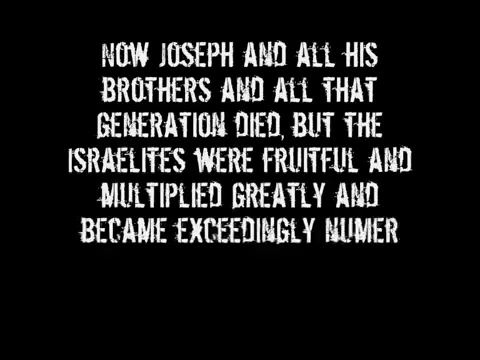 NOW JOSEPH AND ALL HIS
BROTHERS AND ALL THAT
GENERATION DIED, BUT THE
ISRAELITES WERE FRUITFUL AND
MULTIPLIED GREATLY AND
BECAME EXCEEDINGLY NUMER